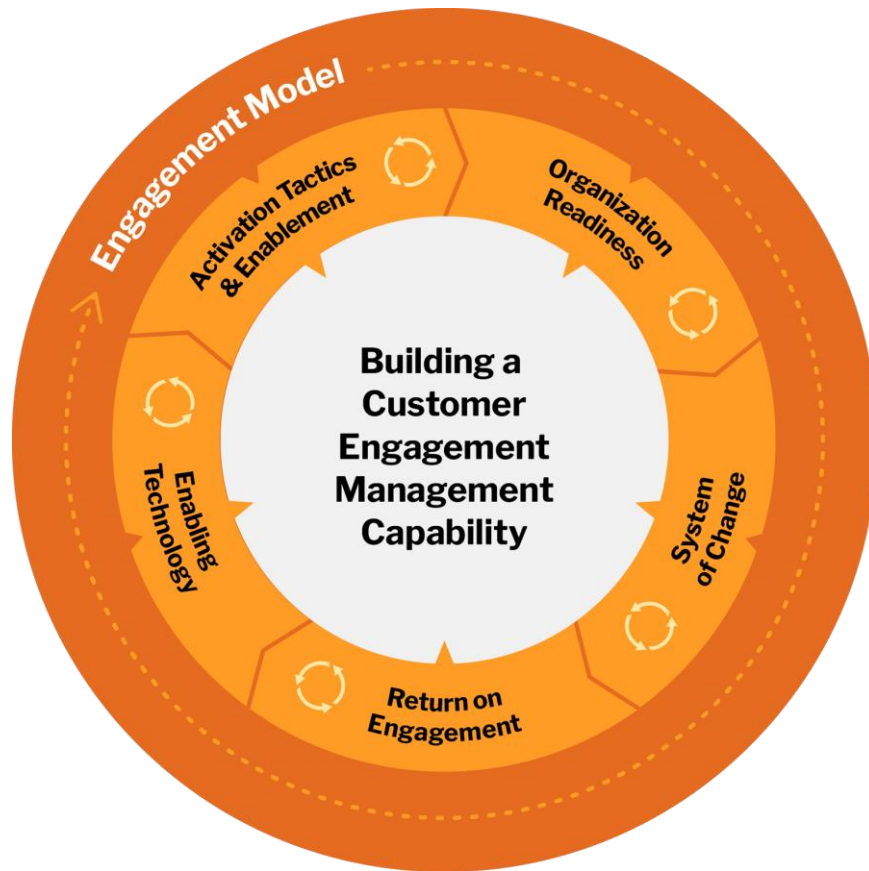 Engagement Model
Activation Tactics
& Enablement
Organization
Readiness
System
of Change
Return on
Engagement
Enabling
Technology
Building a
Customer
Engagement
Management
Capability